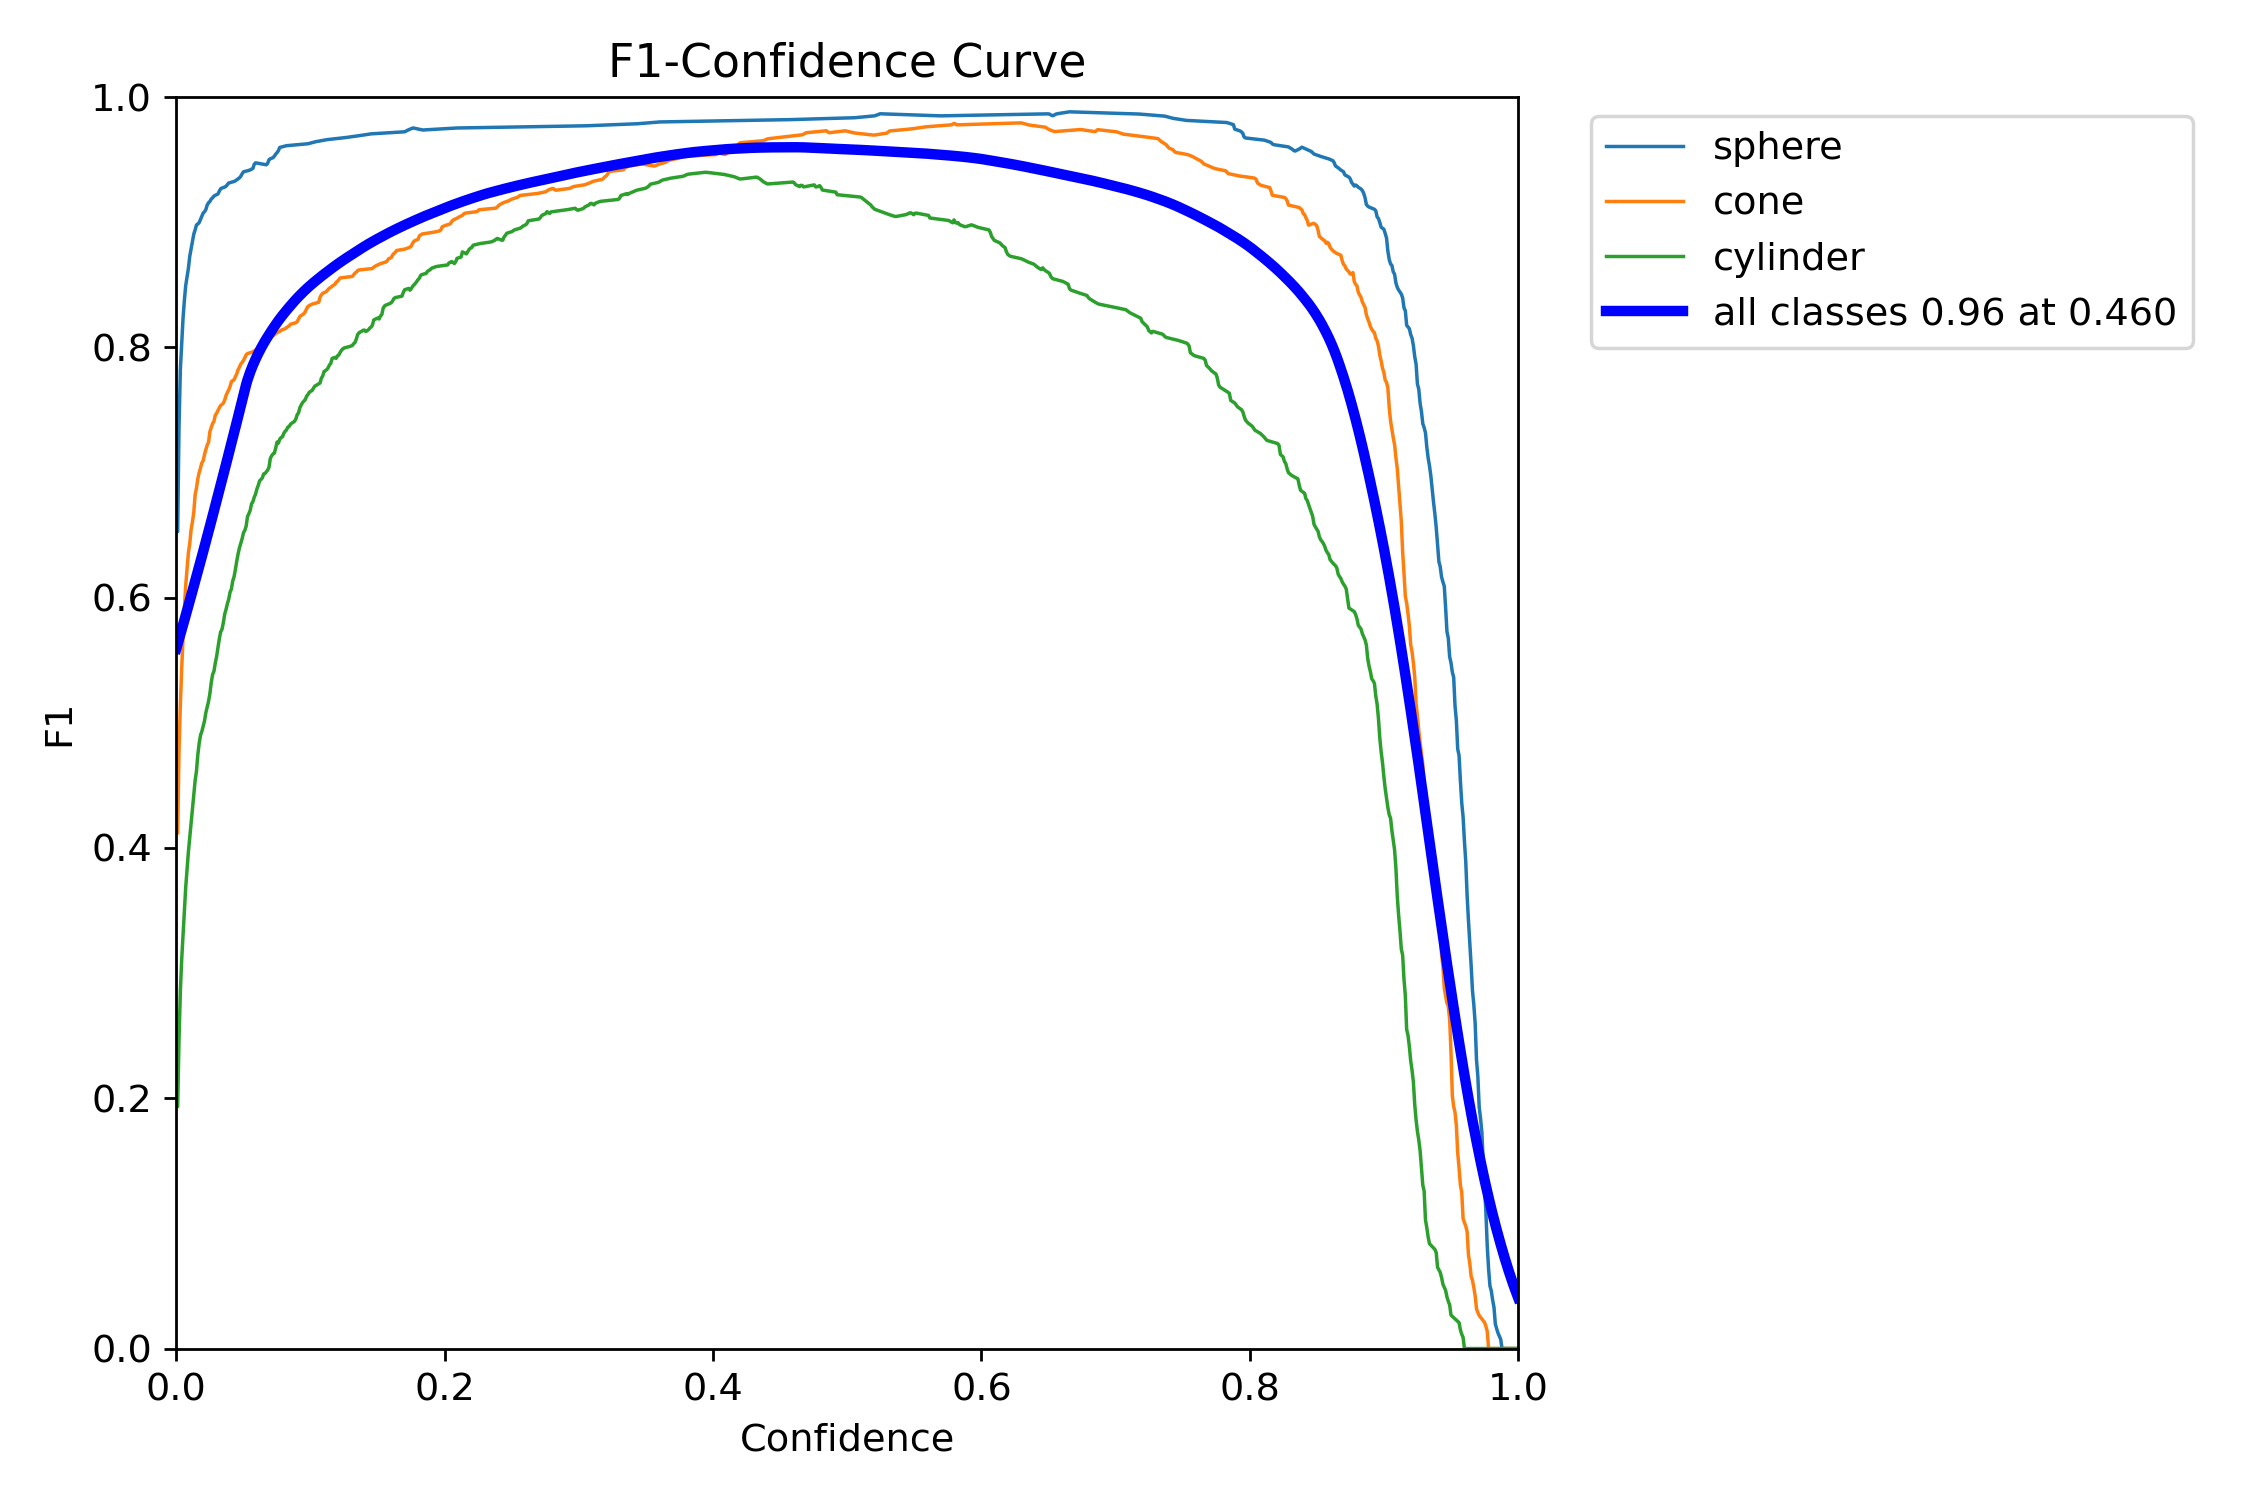 F1-Confidence Curve
1.0
0.8
0.6
0.4
0.2
0.0
F1
0.0 0.2 0.4 0.6 0.8 1.0
Confidence
sphere
cone
cylinder
all classes 0.96 at 0.460